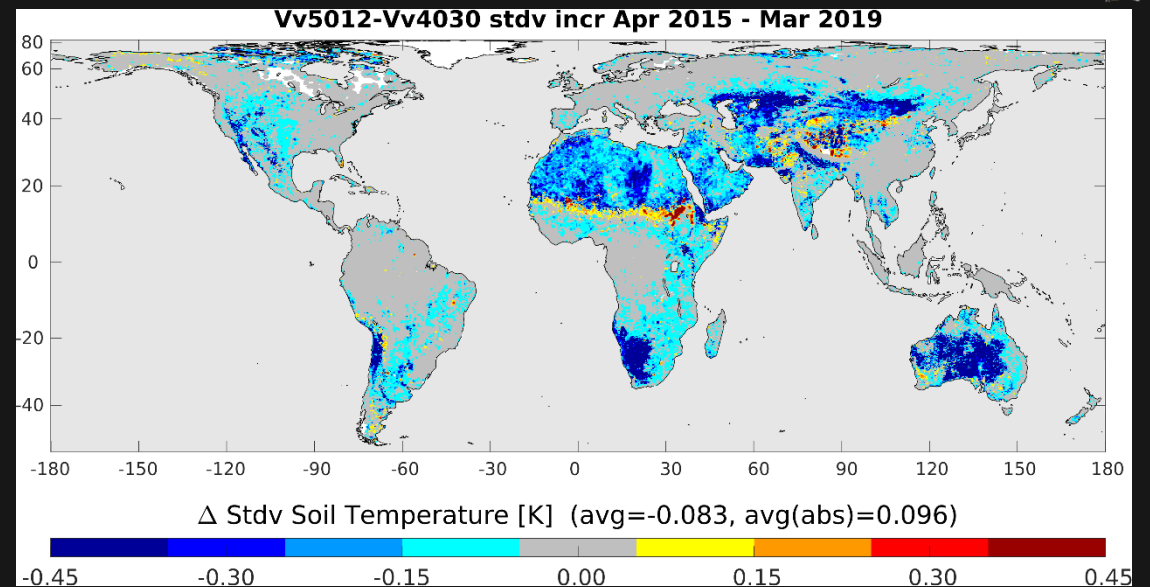 Vv5012-Vv4030 stdv incr Apr 2015 - Mar 2019
80
60
40
20
0
-20
-40
-180 -150 -120 -90 -60 -30 0 30 60 90 120 150 180
Δ Stdv Soil Temperature [K] (avg=-0.083, avg(abs)=0.096)
-0.45 -0.30 -0.15 0.00 0.15 0.30 0.45